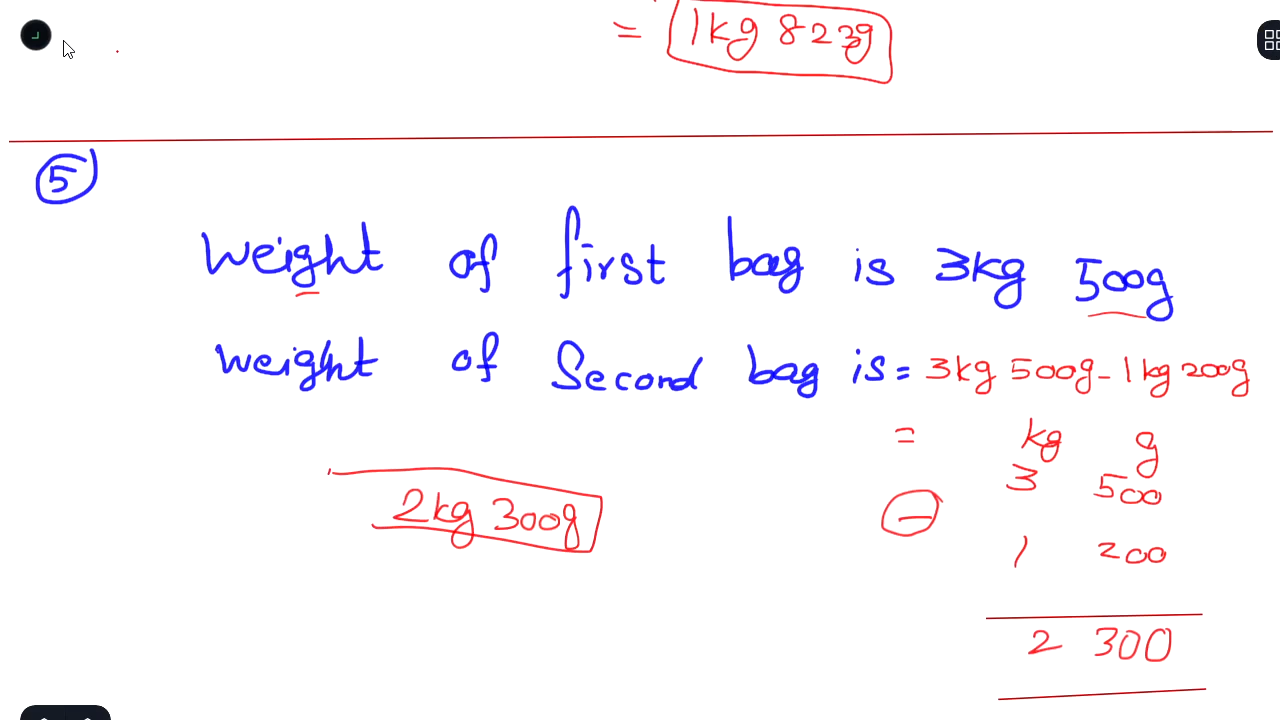 = 1kg 823g
5
Weight of first bag is 3kg 500g
weight of Second bag is = 3kg 500g - 1kg 200g
= kg g
3 500
2kg 300g
- 1 200
2 300